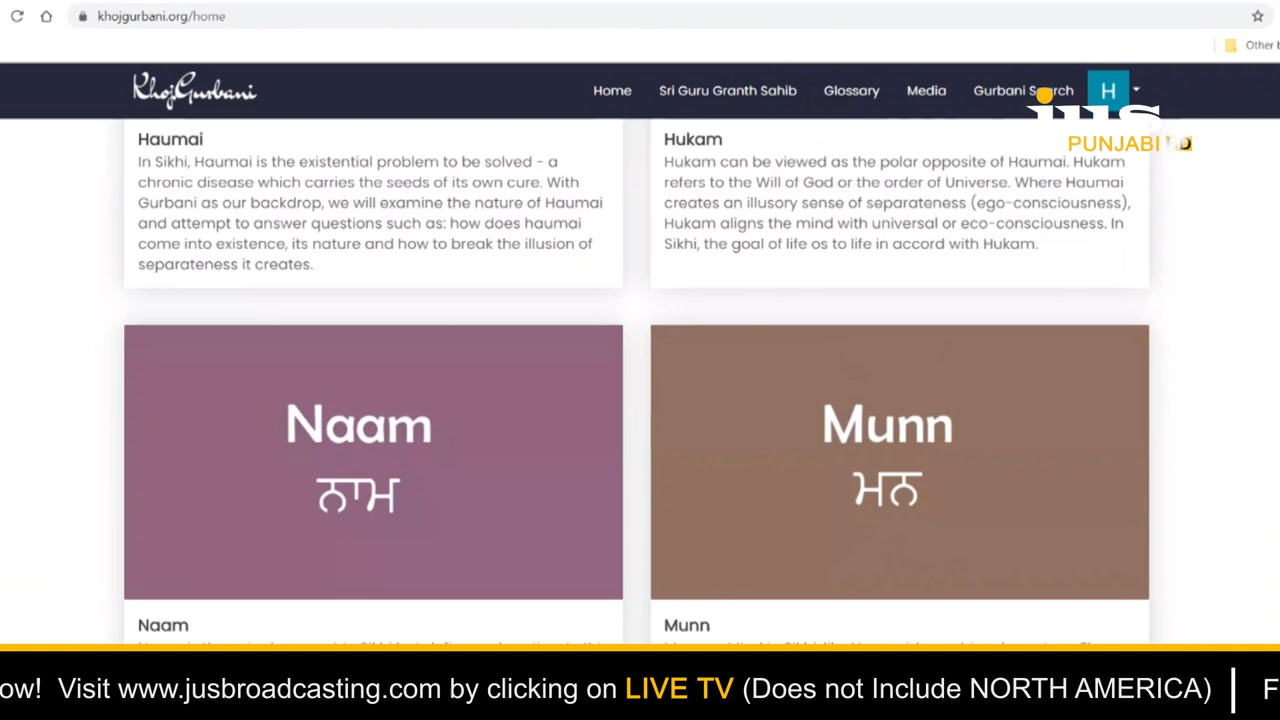 khojgurbani.org/home
Other
KhojGurbani Home Sri Guru Granth Sahib Glossary Media Gurbani Search H
jus
PUNJABI HD
Haumai
In Sikhi, Haumai is the existential problem to be solved - a
chronic disease which carries the seeds of its own cure. With
Gurbani as our backdrop, we will examine the nature of Haumai
and attempt to answer questions such as: how does haumai
come into existence, its nature and how to break the illusion of
separateness it creates.
Hukam
Hukam can be viewed as the polar opposite of Haumai. Hukam
refers to the Will of God or the order of Universe. Where Haumai
creates an illusory sense of separateness (ego-consciousness),
Hukam aligns the mind with universal or eco-consciousness. In
Sikhi, the goal of life os to life in accord with Hukam.
Naam
ਨਾਮ
Munn
ਮਨ
Naam
Munn
ow! Visit www.jusbroadcasting.com by clicking on LIVE TV (Does not Include NORTH AMERICA) | F